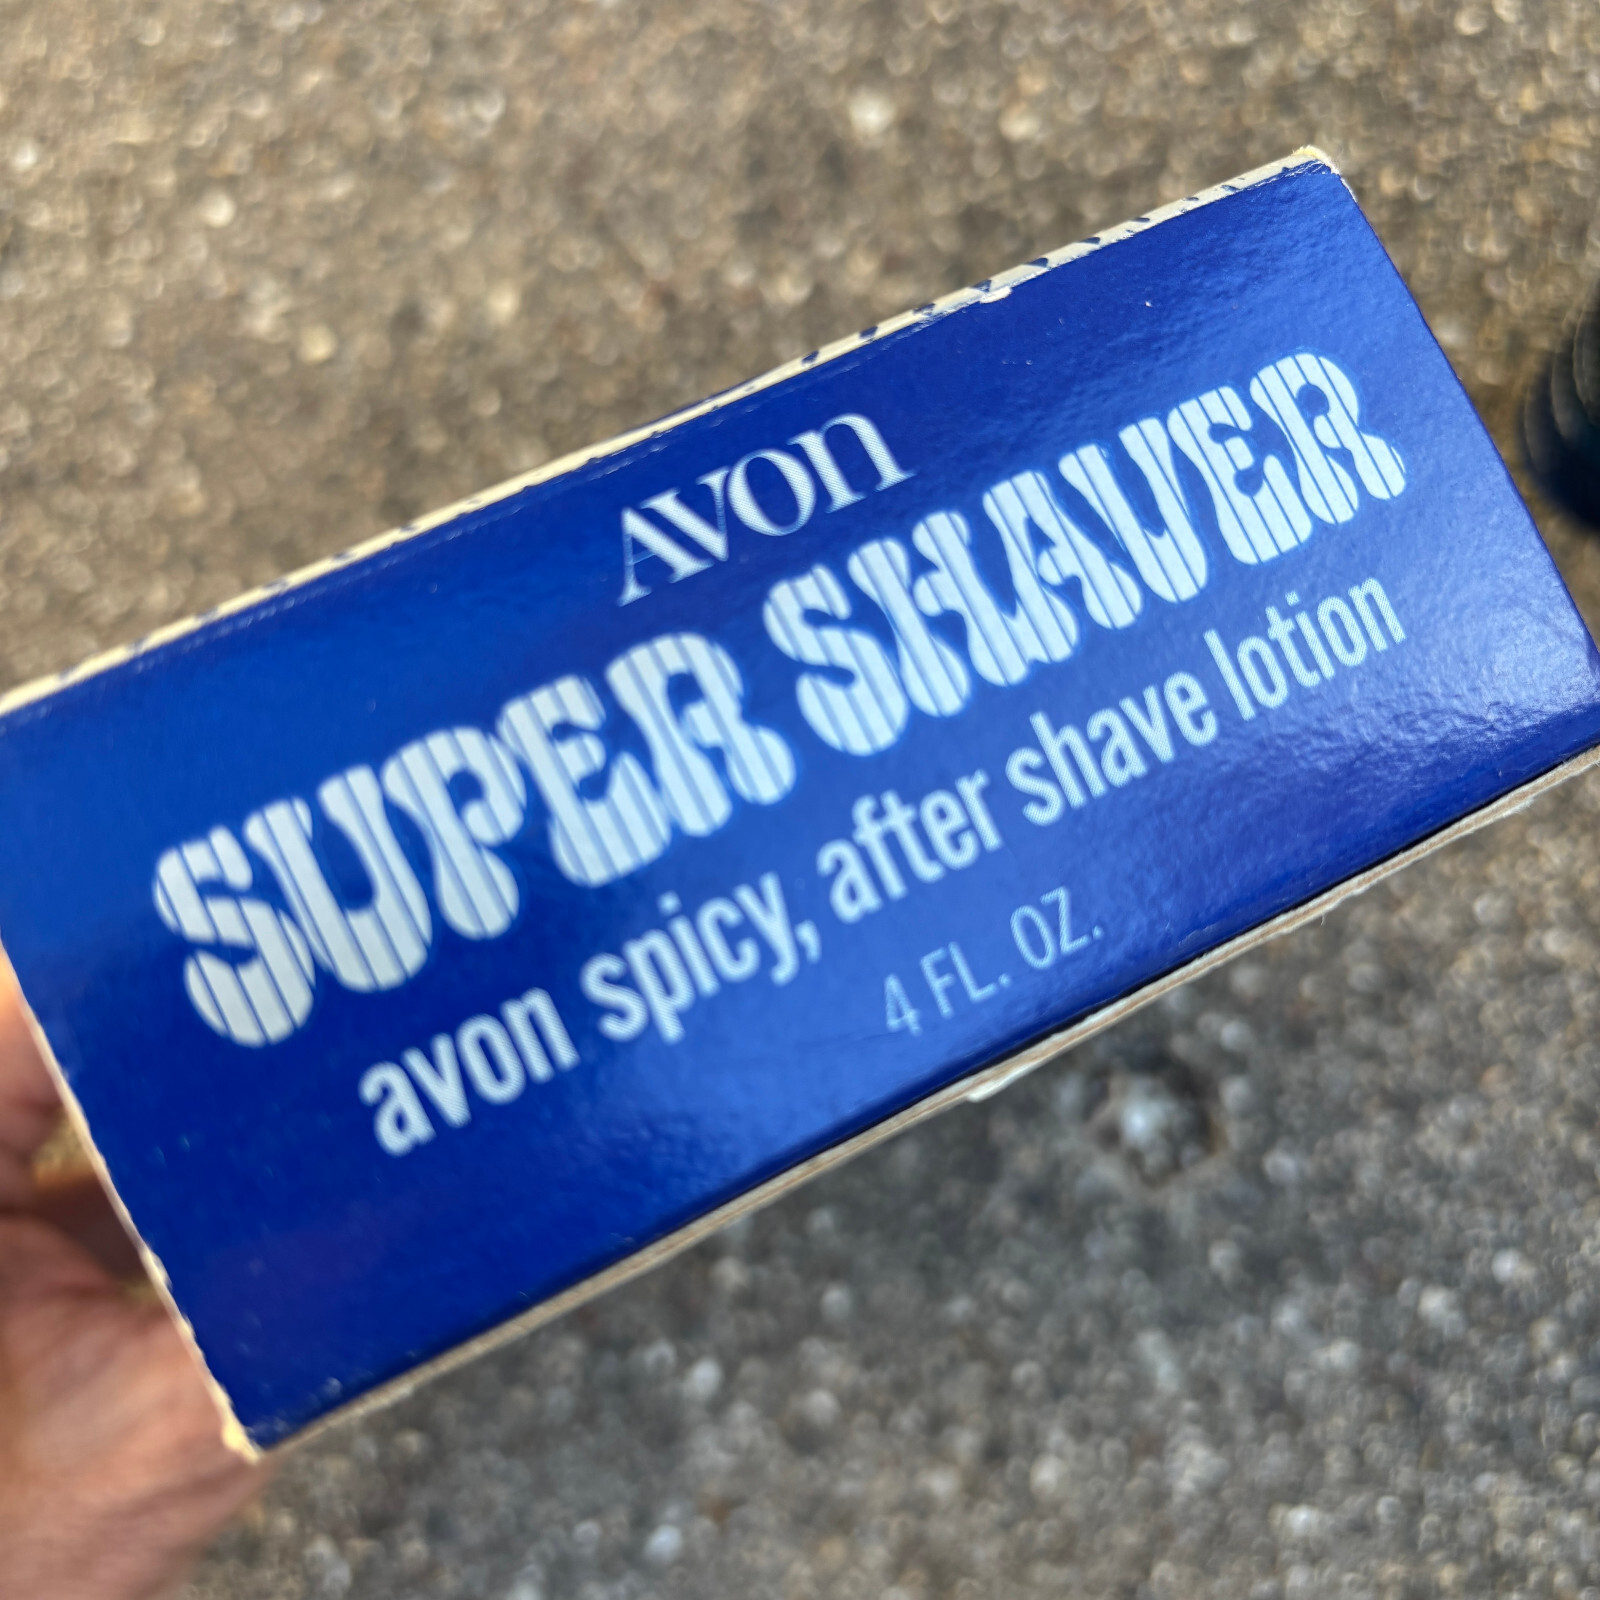 AVON
SUPER SHAVER
avon spicy, after shave lotion
4 FL. OZ.